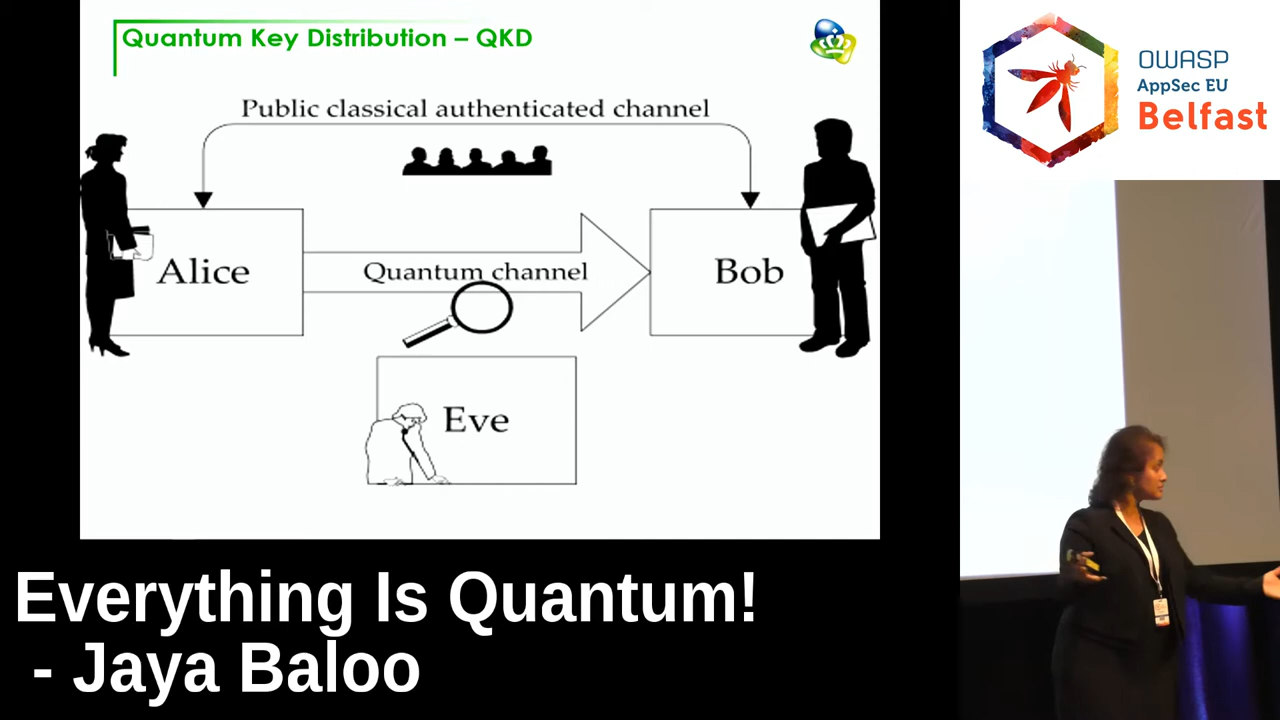 Quantum Key Distribution – QKD
Public classical authenticated channel
Alice
Quantum channel
Bob
Eve
OWASP
AppSec EU
Belfast
Everything Is Quantum!
- Jaya Baloo